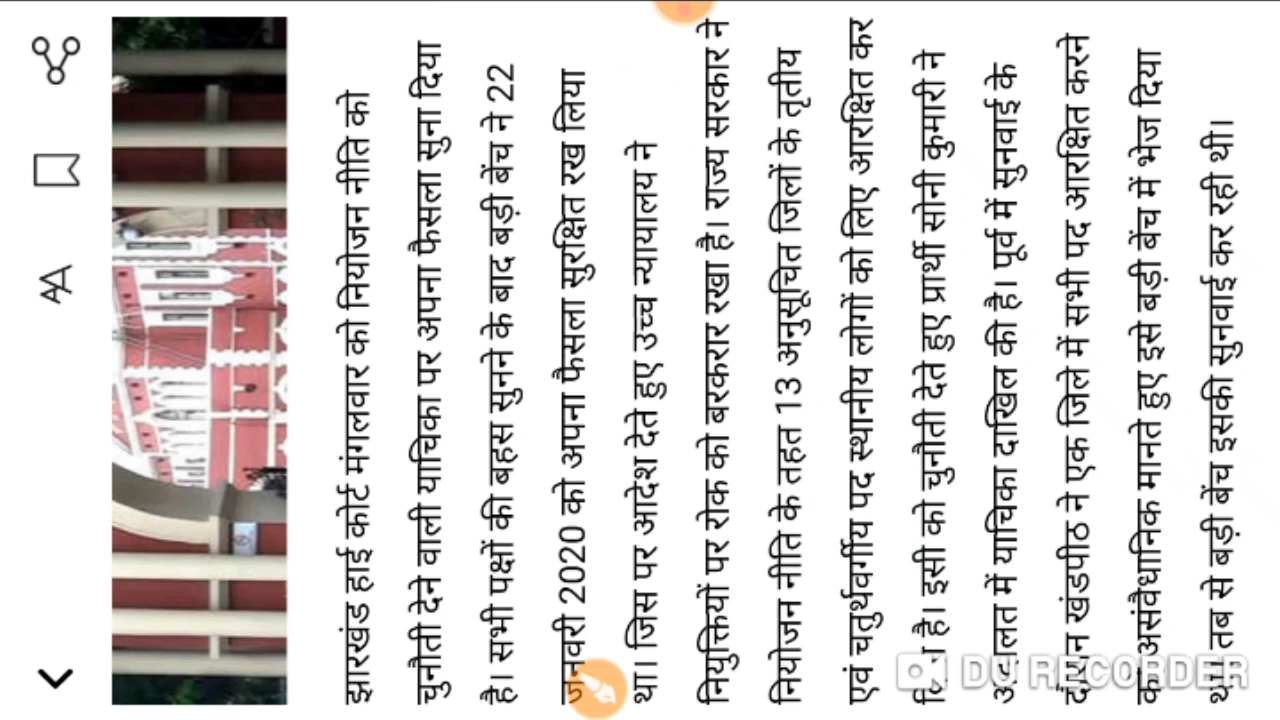 झारखंड हाई कोर्ट मंगलवार को नियोजन नीति को
चुनौती देने वाली याचिका पर अपना फैसला सुना दिया
है। सभी पक्षों की बहस सुनने के बाद बड़ी बेंच ने 22
जनवरी 2020 को अपना फैसला सुरक्षित रख लिया
था। जिस पर आदेश देते हुए उच्च न्यायालय ने
नियुक्तियों पर रोक को बरकरार रखा है। राज्य सरकार ने
नियोजन नीति के तहत 13 अनुसूचित जिलों के तृतीय
एवं चतुर्थवर्गीय पद स्थानीय लोगों को लिए आरक्षित कर
है। इसी को चुनौती देते हुए प्रार्थी सोनी कुमारी ने
अदालत में याचिका दाखिल की है। पूर्व में सुनवाई के
दौरान खंडपीठ ने एक जिले में सभी पद आरक्षित करने
असंवैधानिक मानते हुए इसे बड़ी बेंच में भेज दिया
था। तब से बड़ी बेंच इसकी सुनवाई कर रही थी।
DU RECORDER
AA